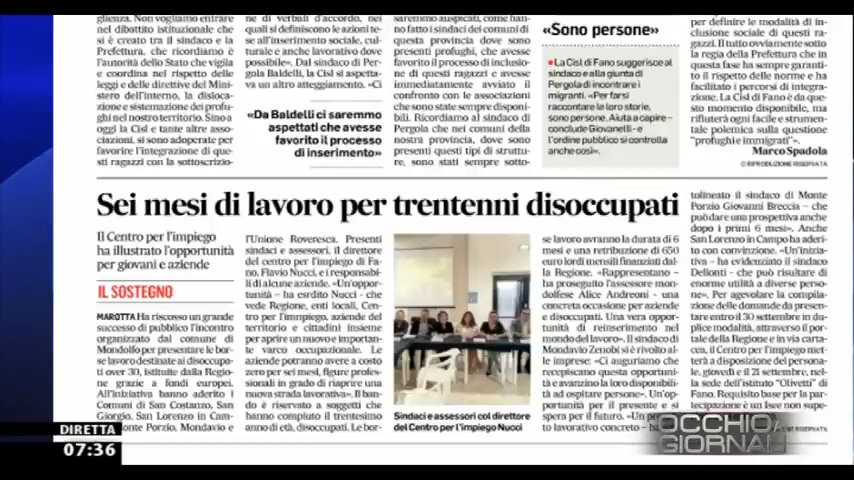 glienza. Non vogliamo entrare
nel dibattito istituzionale che
si è creato tra il sindaco e la
Prefettura, che ricordiamo è
l'autorità dello Stato che vigila
e coordina nel rispetto delle
leggi e delle direttive del Mini-
stero dell'interno, la dislocazio-
ne e sistemazione dei profu-
ghi nel nostro territorio. Sino a
oggi la Cisl e tante altre asso-
ciazioni, si sono adoperate per
favorire l'integrazione di que-
sti ragazzi con la sottoscrizio-
ne di verbali d'accordo, nei
quali si definiscono le azioni te-
se all'inserimento sociale, cul-
turale e anche lavorativo dove
possibile». Dal sindaco di Per-
gola Baldelli, la Cisl si aspetta-
va un altro atteggiamento. «Ci
«Da Baldelli ci saremo
aspettati che avesse
favorito il processo
di inserimento»
saremmo auspicati, come han-
no fatto i sindaci dei comuni di
questa provincia dove sono
presenti profughi, che avesse
favorito il processo di inclusio-
ne di questi ragazzi e avesse
immediatamente avviato il
confronto con le associazioni
che sono state sempre disponi-
bili. Ricordiamo al sindaco di
Pergola che nei comuni della
nostra provincia, dove sono
presenti questi tipi di struttu-
re, sono stati sempre sotto-
«Sono persone»
La Cisl di Fano suggerisce al
sindaco e alla giunta di
Pergola di incontrare i
migranti. «Per farsi
raccontare le loro storie,
sono persone. Aiuta a capire -
conclude Giovanelli - e
l'ordine pubblico si controlla
anche così».
per definire le modalità di in-
clusione sociale di questi ra-
gazzi. Il tutto ovviamente sotto
la regia della Prefettura che in
questa fase ha sempre garanti-
to il rispetto delle norme e ha
facilitato i percorsi di integra-
zione. La Cisl di Fano è da que-
sto momento disponibile, ma
rifiuterà ogni facile e strumen-
tale polemica sulla questione
"profughi e immigrati"».
Marco Spadola
© RIPRODUZIONE RISERVATA
Sei mesi di lavoro per trentenni disoccupati
Il Centro per l'impiego
ha illustrato l'opportunità
per giovani e aziende
IL SOSTEGNO
MAROTTA Ha riscosso un grande
successo di pubblico l'incontro
organizzato dal comune di
Mondolfo per presentare le bor-
se lavoro destinate ai disoccupa-
ti over 30, istituite dalla Regio-
ne grazie a fondi europei.
All'iniziativa hanno aderito i
Comuni di San Costanzo, San
Giorgio, San Lorenzo in Cam-
Monte Porzio, Mondavio e
l'Unione Roveresca. Presenti
sindaci e assessori, il direttore
del centro per l'impiego di Fa-
no, Flavio Nucci, e i responsabi-
li di alcune aziende. «Un'oppor-
tunità - ha esrdito Nucci - che
vede Regione, enti locali, Cen-
tro per l'imnpiego, aziende del
territorio e cittadini insieme
per aprire un nuovo e importan-
te varco occupazionale. Le
aziende potranno avere a costo
zero per sei mesi, figure profes-
sionali in grado di riaprire una
nuova strada lavorativa». Il ban-
do è riservato a soggetti che
hanno compiuto il trentesimo
anno di età, disoccupati. Le bor-
Sindaci e assessori col direttore
del Centro per l'impiego Nucci
se lavoro avranno la durata di 6
mesi e una retribuzione di 650
euro lordi mensili finanziati dal-
la Regione. «Rappresentano –
ha proseguito l'assessore mon-
dolfese Alice Andreoni - una
concreta occasione per aziende
e disoccupati. Una vera oppor-
tunità di reinserimento nel
mondo del lavoro». Il sindaco di
Mondavio Zenobi si è rivolto al-
le imprese: «Ci auguriamo che
recepiscano questa opportuni-
tà e avanzino la loro disponibilità
ad ospitare persone». Un'op-
portunità per il presente e si
spera per il futuro. «Un per
to lavorativo concreto – ha
tolineato il sindaco di Monte
Porzio Giovanni Breccia – che
può dare una prospettiva anche
dopo i primi 6 mesi». Anche
San Lorenzo in Campo ha aderi-
to con convinzione. «Un'inizia-
tiva – ha evidenziato il sindaco
Dellonti - che può risultare di
enorme utilità a diverse perso-
ne». Per agevolare la compila-
zione delle domande da presen-
tare entro il 30 settembre in du-
plice modalità, attraverso il por-
tale della Regione e in via carta-
cea, il Centro per l'impiego met-
terà a disposizione del persona-
le, giovedì e il 21 settembre, nel-
la sede dell'istituto "Olivetti" di
Fano. Requisito base per la par-
tecipazione è un Isee non supe-
RISERVATA
DIRETTA
07:36
OCCHIO AI
GIORNALI